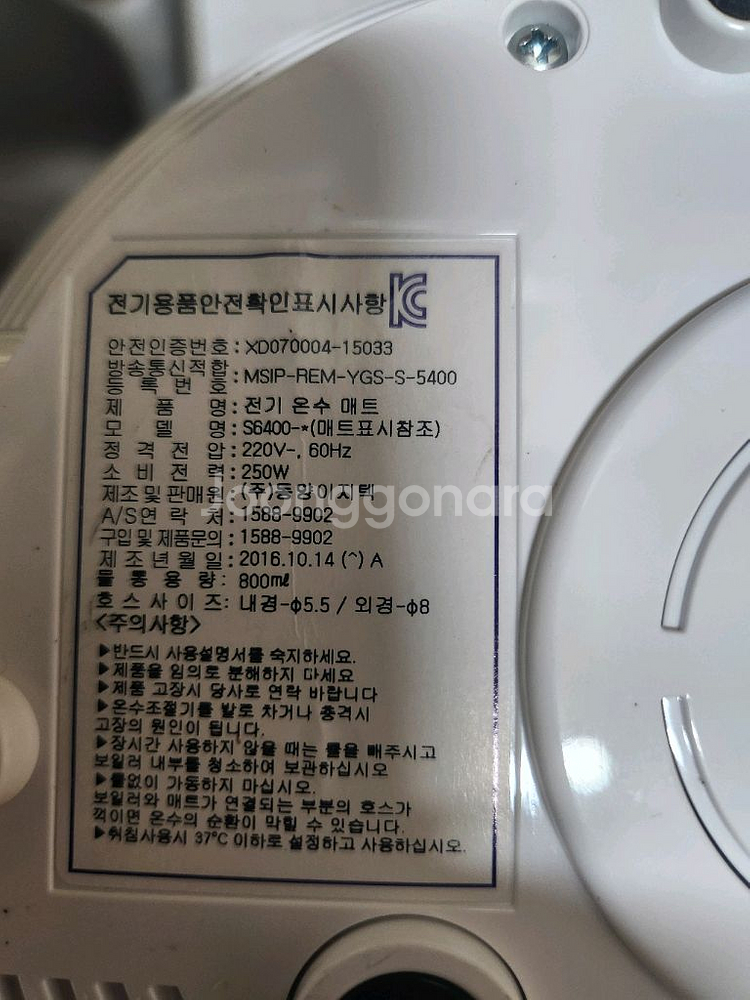 전기용품안전확인표시사항 KC
안전인증번호 : XD070004-15033
방송통신적합
등 록 번 호 : MSIP-REM-YGS-S-5400
제 품 명 : 전기 온수 매트
모 델 명 : S6400-*(매트표시참조)
정 격 전 압 : 220V~, 60Hz
소 비 전 력 : 250W
제조 및 판매원 : (주)동양이지텍
A/S연 락 처 : 1588-9902
구입 및 제품문의 : 1588-9902
제 조 년 월 일 : 2016.10.14 (^) A
물 통 용 량 : 800㎖
호 스 사 이 즈 : 내경-φ5.5 / 외경-φ8
<주의사항>
▶반드시 사용설명서를 숙지하세요.
▶제품을 임의로 분해하지 마세요
▶제품 고장시 당사로 연락 바랍니다
▶온수조절기를 발로 차거나 충격시
고장의 원인이 됩니다.
▶장시간 사용하지 않을 때는 물을 빼주시고
보일러 내부를 청소하여 보관하십시오
▶물없이 가동하지 마십시오.
보일러와 매트가 연결되는 부분의 호스가
꺽이면 온수의 순환이 막힐 수 있습니다.
▶취침사용시 37°C 이하로 설정하고 사용하십시오.
Joonggonara